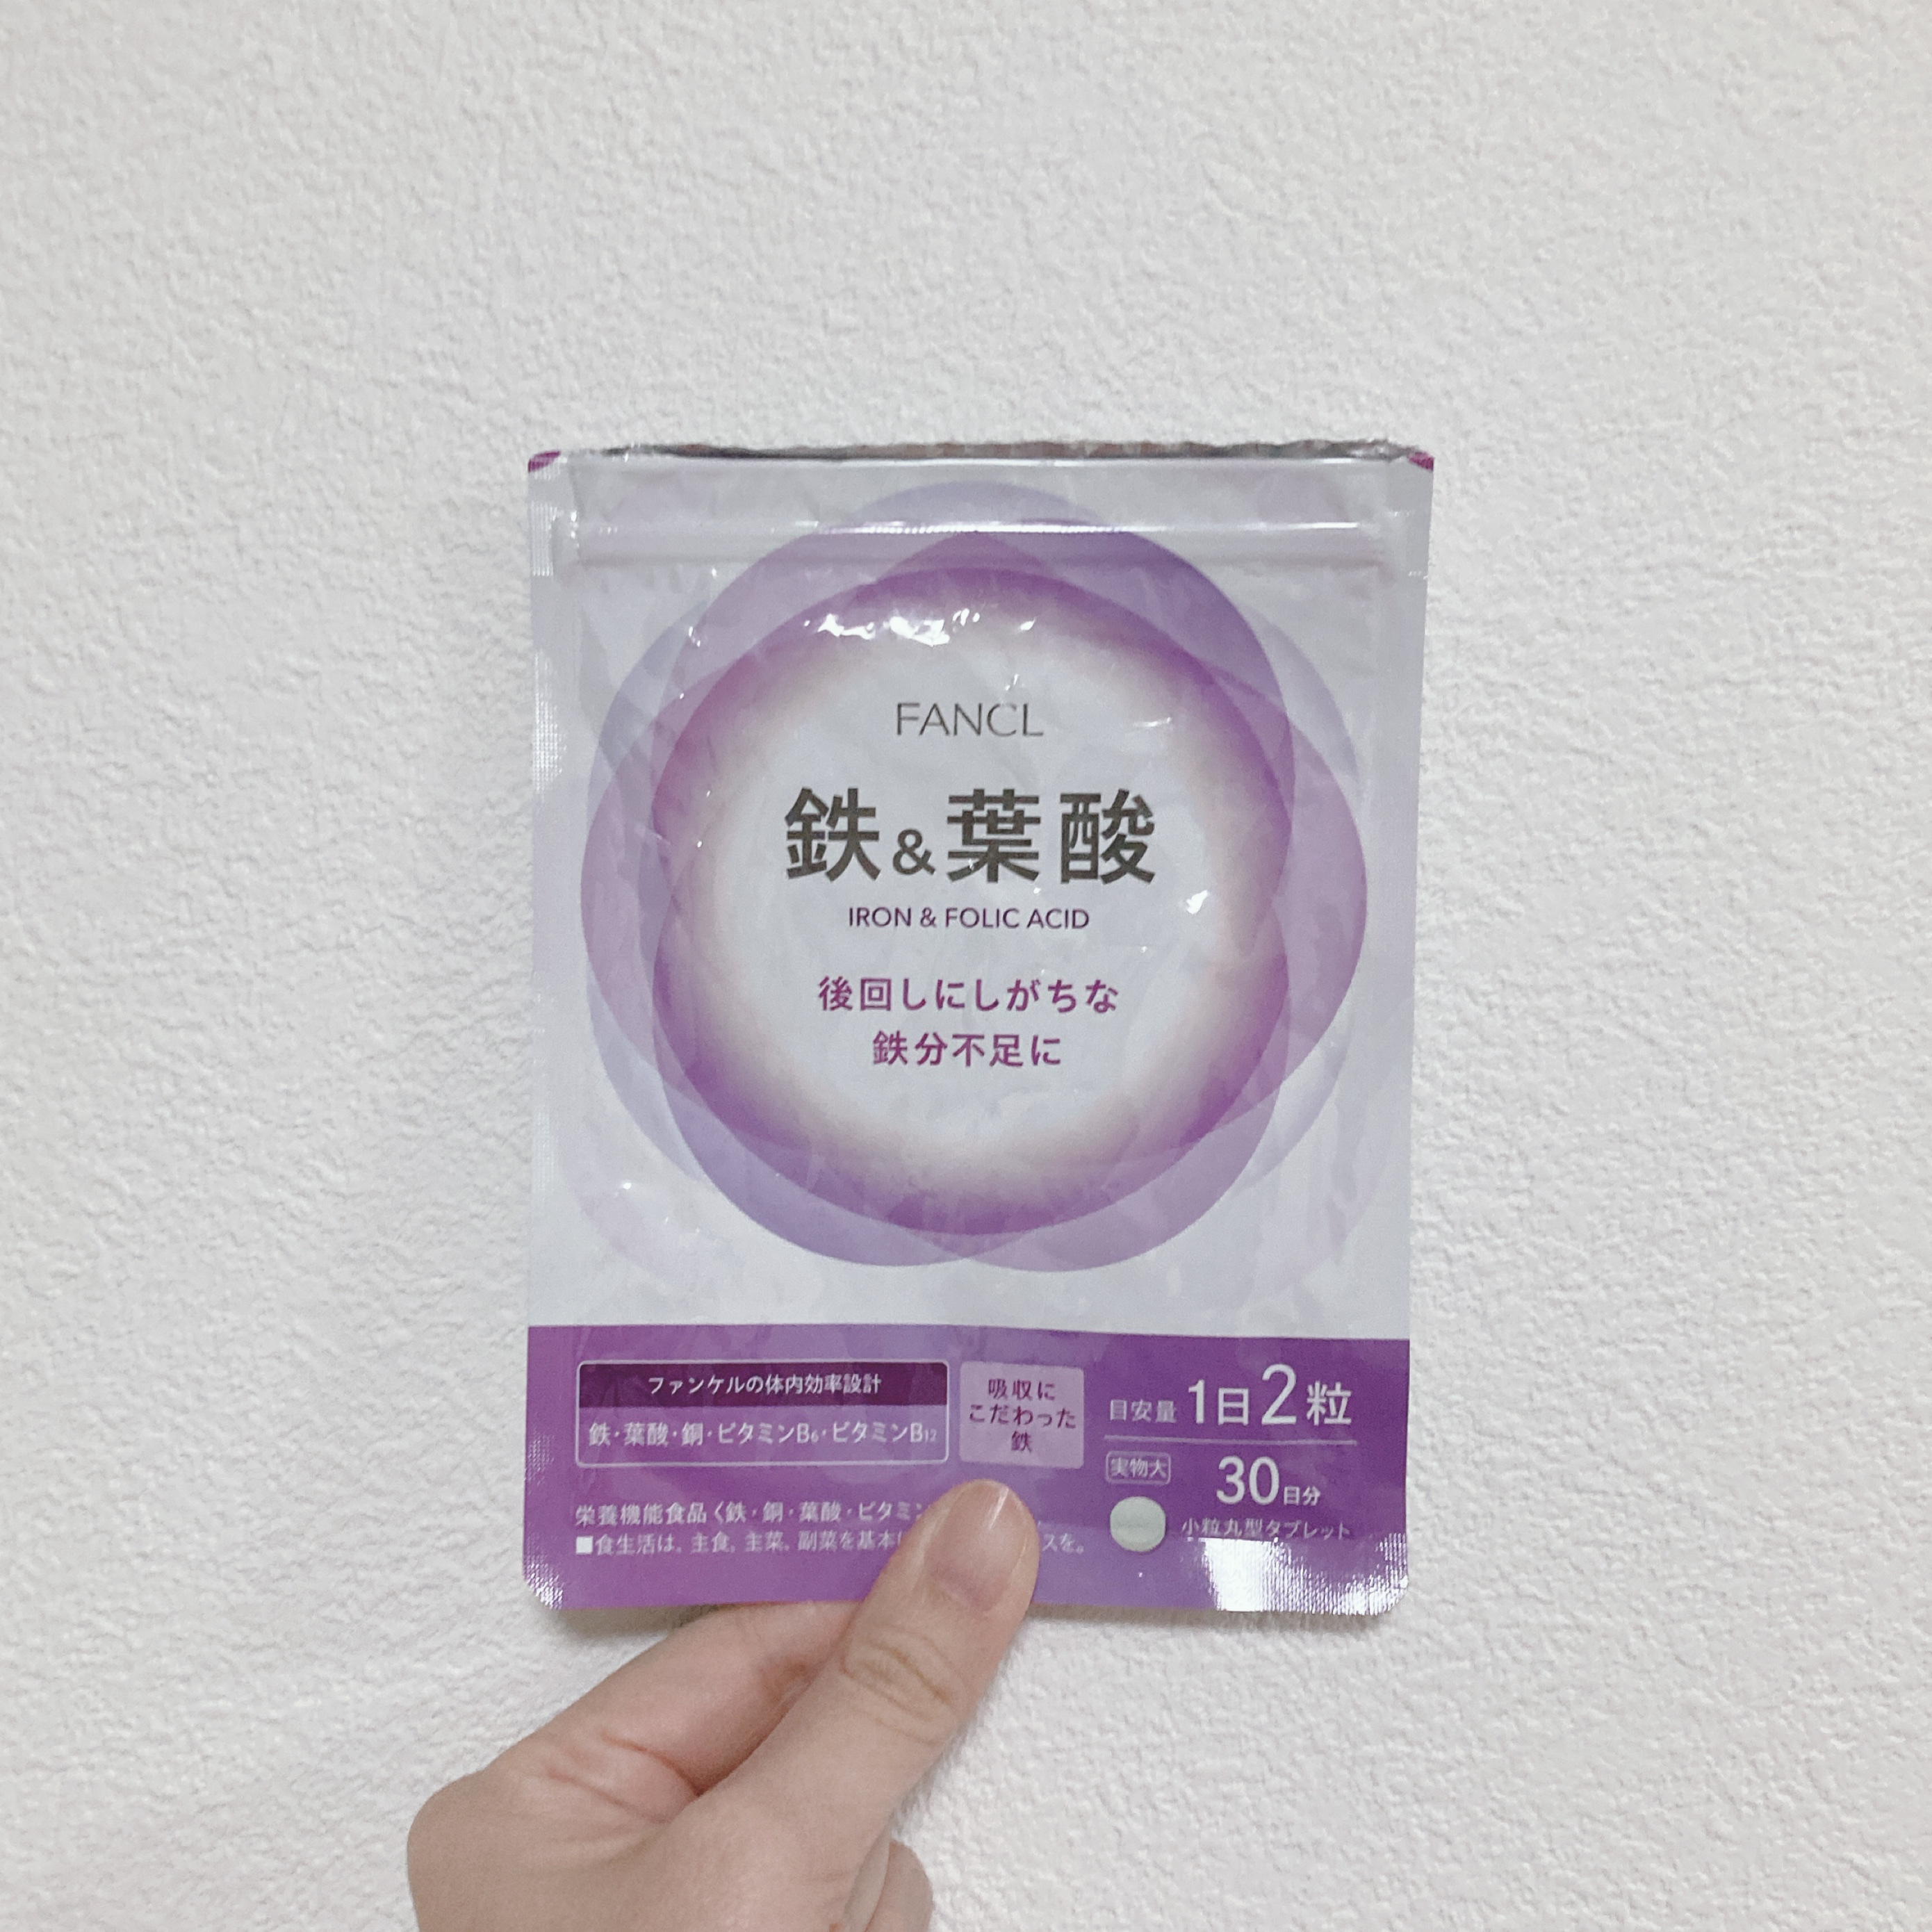 FANCL
鉄&葉酸
IRON & FOLIC ACID
後回しにしがちな
鉄分不足に
ファンケルの体内効率設計
鉄・葉酸・銅・ビタミンB6・ビタミンB12
吸収に
こだわった
鉄
目安量 1日2粒
実物大
30日分
小粒丸型タブレット
栄養機能食品〈鉄・銅・葉酸・ビタミン
■食生活は、主食、主菜、副菜を基本に スを。